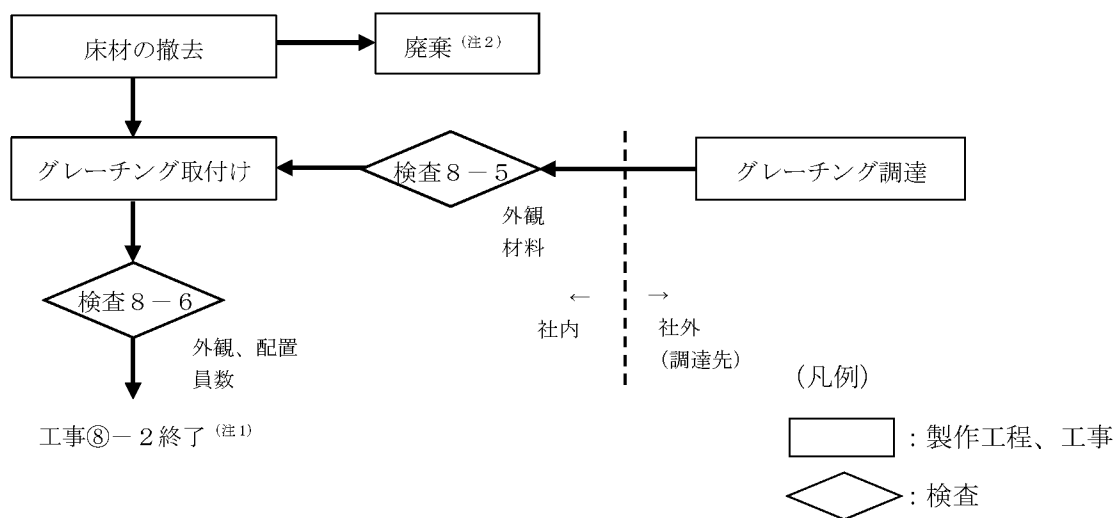 床材の撤去
廃棄(注2)
グレーチング取付け
検査8-5
グレーチング調達
外観
材料
検査8-6
←
→
社内
社外
(調達先)
外観、配置
員数
(凡例)
工事⑧-2終了(注1)
:製作工程、工事
:検査